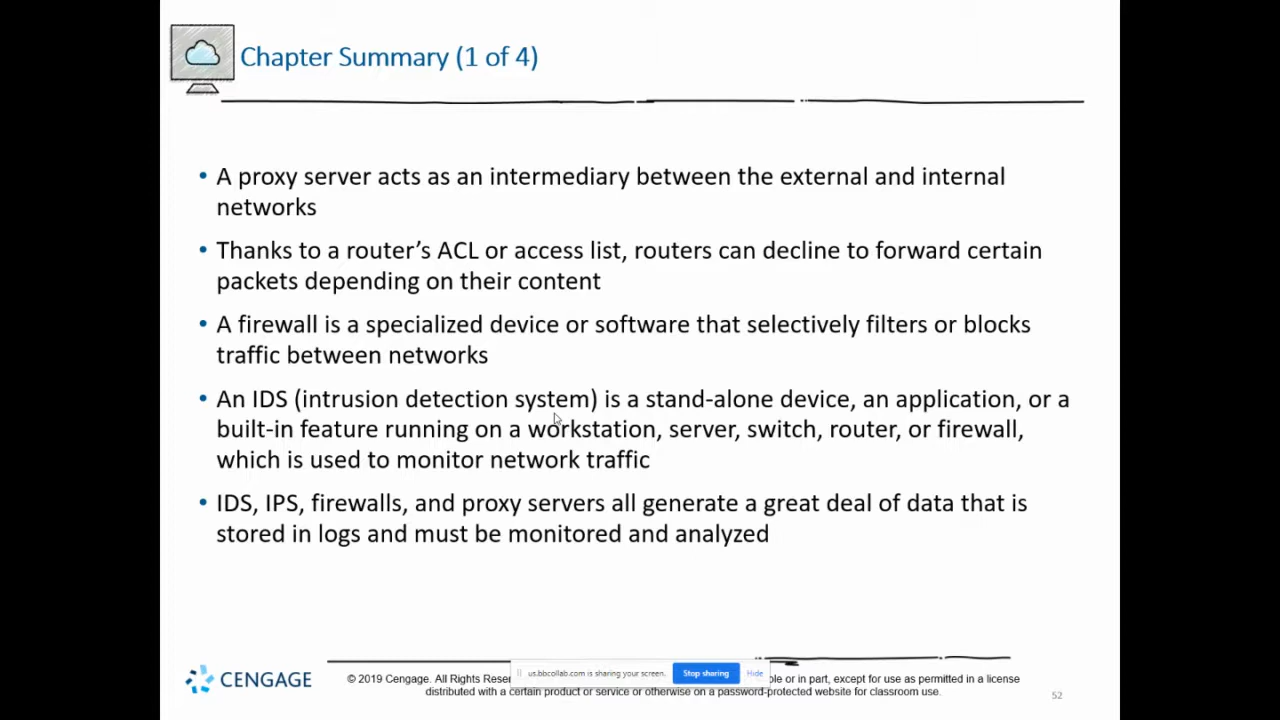 Chapter Summary (1 of 4)
• A proxy server acts as an intermediary between the external and internal
networks
• Thanks to a router’s ACL or access list, routers can decline to forward certain
packets depending on their content
• A firewall is a specialized device or software that selectively filters or blocks
traffic between networks
• An IDS (intrusion detection system) is a stand-alone device, an application, or a
built-in feature running on a workstation, server, switch, router, or firewall,
which is used to monitor network traffic
• IDS, IPS, firewalls, and proxy servers all generate a great deal of data that is
stored in logs and must be monitored and analyzed
CENGAGE
© 2019 Cengage. All Rights
us.bbcollab.com is sharing your screen. Stop sharing Hide
or in part, except for use as permitted in a license
distributed with a certain product or service or otherwise on a password-protected website for classroom use.
52